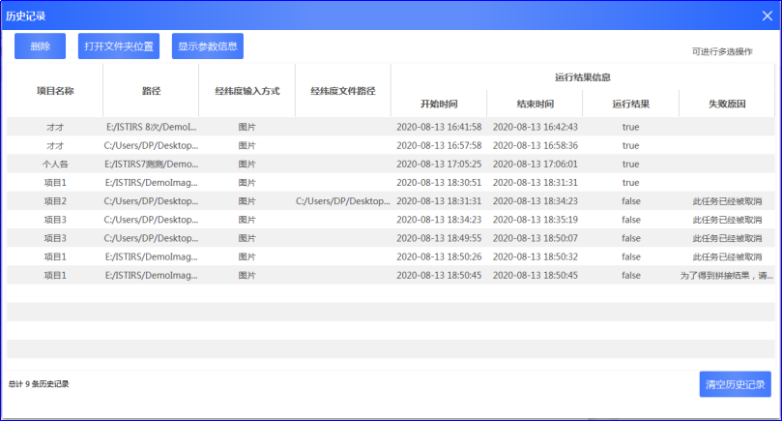 历史记录
删除 打开文件夹位置 显示参数信息 可进行多选操作
项目名称 路径 经纬度输入方式 经纬度文件路径 运行结果信息
开始时间 结束时间 运行结果 失败原因
才才 E:/ISTIRS 8次/DemoI... 图片 2020-08-13 16:41:58 2020-08-13 16:42:43 true
才才 C:/Users/DP/Desktop... 图片 2020-08-13 16:57:58 2020-08-13 16:58:36 true
个人各 E:/ISTIRS7测测/Demo... 图片 2020-08-13 17:05:25 2020-08-13 17:06:01 true
项目1 E:/ISTIRS/DemoImag... 图片 2020-08-13 18:30:51 2020-08-13 18:31:31 true
项目2 C:/Users/DP/Desktop... 图片 C:/Users/DP/Desktop... 2020-08-13 18:31:31 2020-08-13 18:34:23 false 此任务已经被取消
项目3 C:/Users/DP/Desktop... 图片 2020-08-13 18:34:23 2020-08-13 18:35:19 false 此任务已经被取消
项目3 C:/Users/DP/Desktop... 图片 2020-08-13 18:49:55 2020-08-13 18:50:07 false 此任务已经被取消
项目1 E:/ISTIRS/DemoImag... 图片 2020-08-13 18:50:26 2020-08-13 18:50:32 false 此任务已经被取消
项目1 E:/ISTIRS/DemoImag... 图片 2020-08-13 18:50:45 2020-08-13 18:50:45 false 为了得到拼接结果，请...
总计 9 条历史记录 清空历史记录